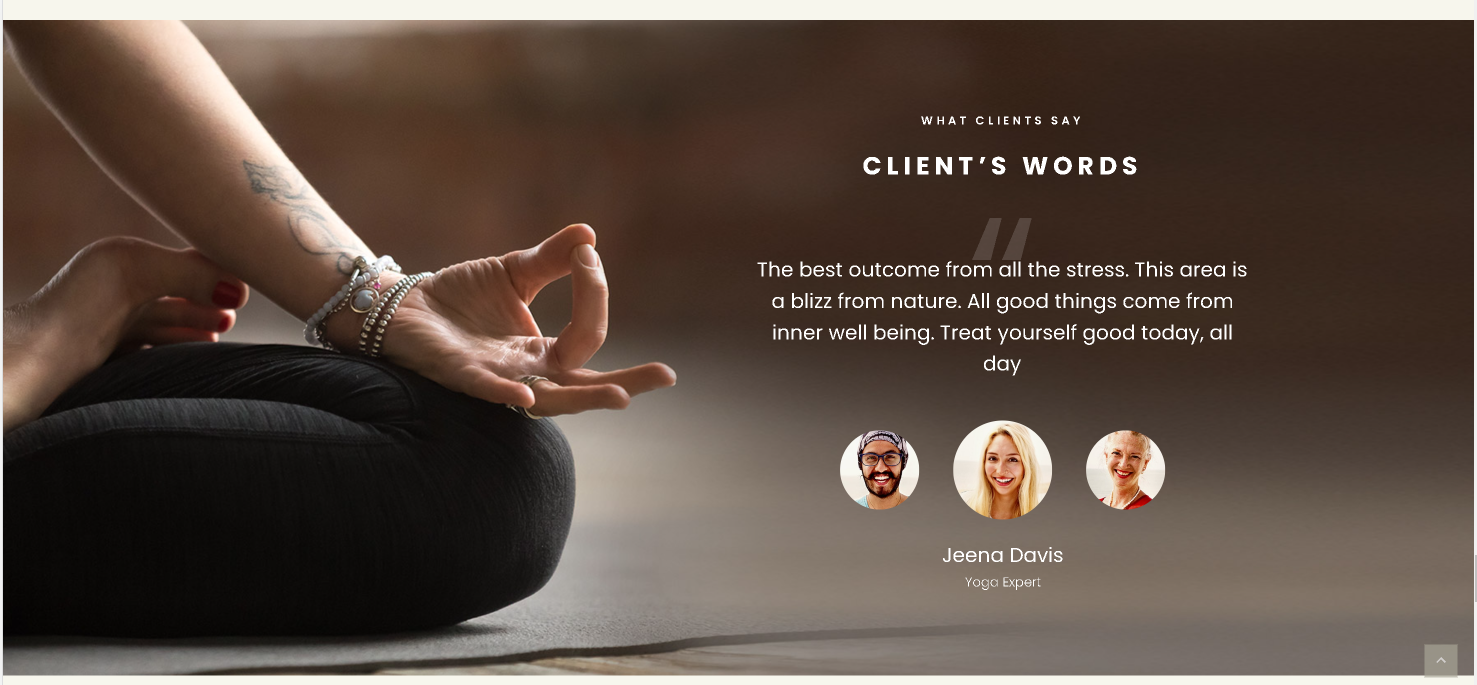 WHAT CLIENTS SAY
CLIENT’S WORDS
"
The best outcome from all the stress. This area is
a blizz from nature. All good things come from
inner well being. Treat yourself good today, all
day
Jeena Davis
Yoga Expert